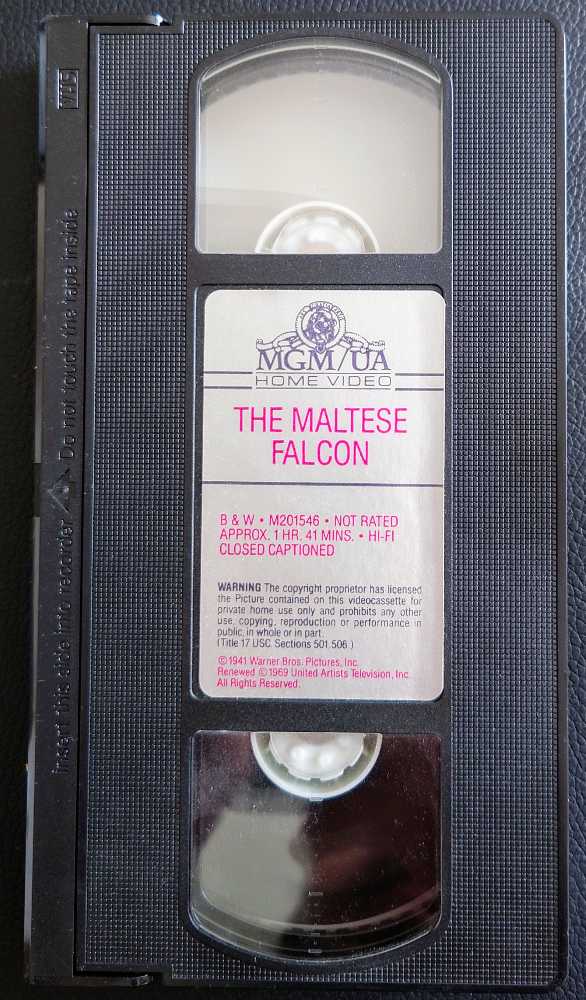 VHS
Insert this side into recorder Do not touch the tape inside
MGM/UA
HOME VIDEO
THE MALTESE
FALCON
B & W • M201546 • NOT RATED
APPROX. 1 HR. 41 MINS. • HI-FI
CLOSED CAPTIONED
WARNING The copyright proprietor has licensed
the Picture contained on this videocassette for
private home use only and prohibits any other
use, copying, reproduction or performance in
public, in whole or in part.
(Title 17 USC Sections 501,506.)
©1941 Warner Bros. Pictures, Inc.
Renewed ©1969 United Artists Television, Inc.
All Rights Reserved.